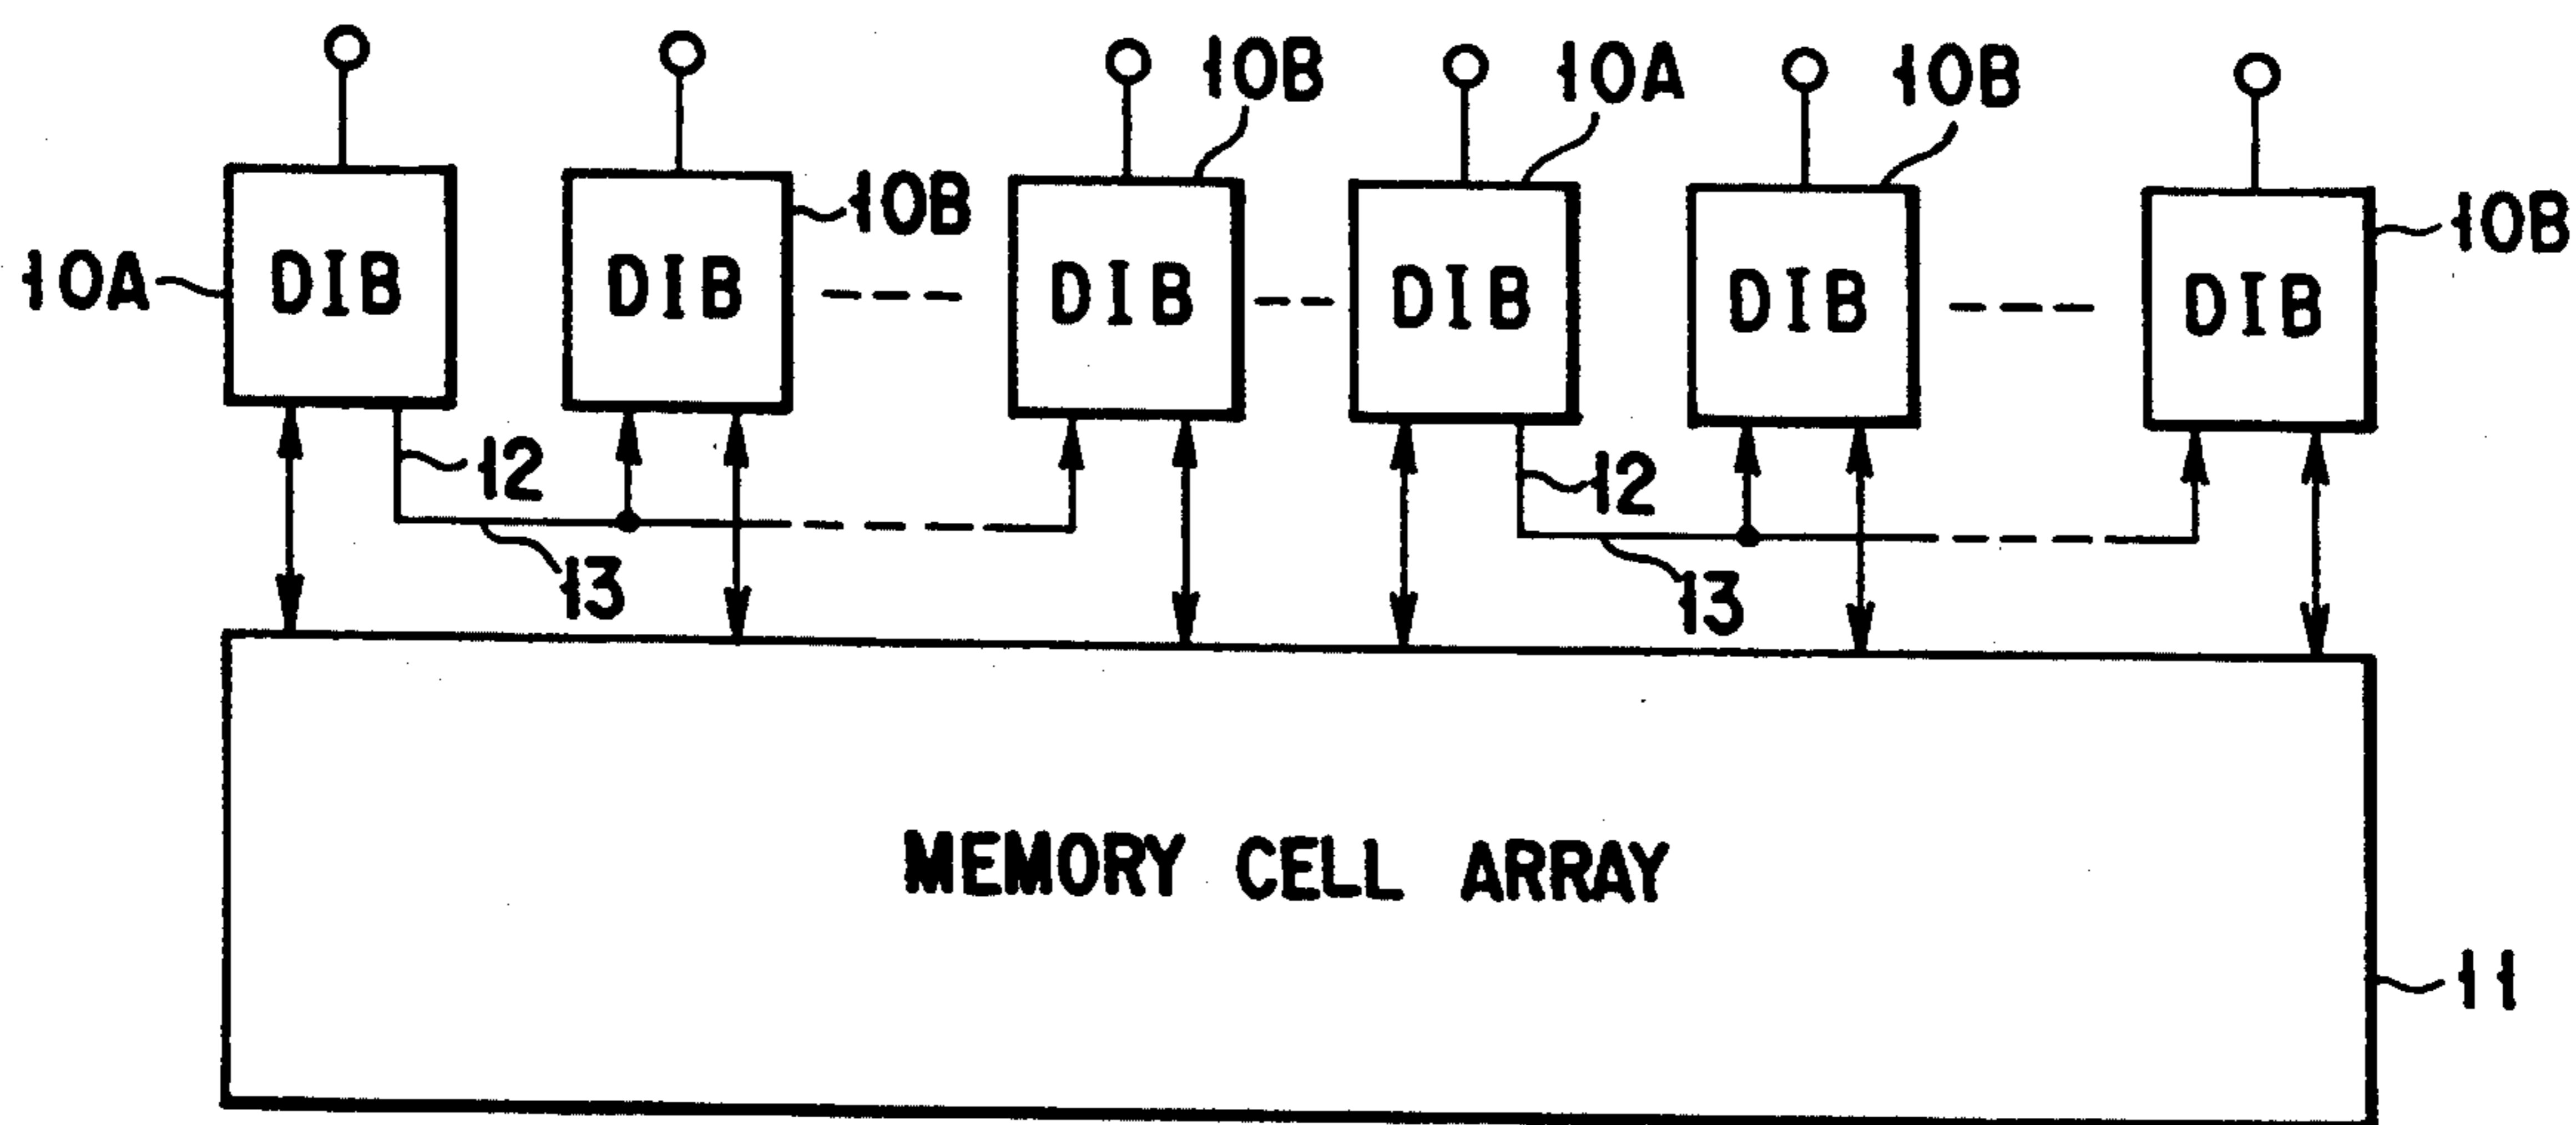 10B 10A 10B
10B 10B
10A DIB DIB DIB DIB DIB DIB
12 12
13 13
MEMORY CELL ARRAY
11